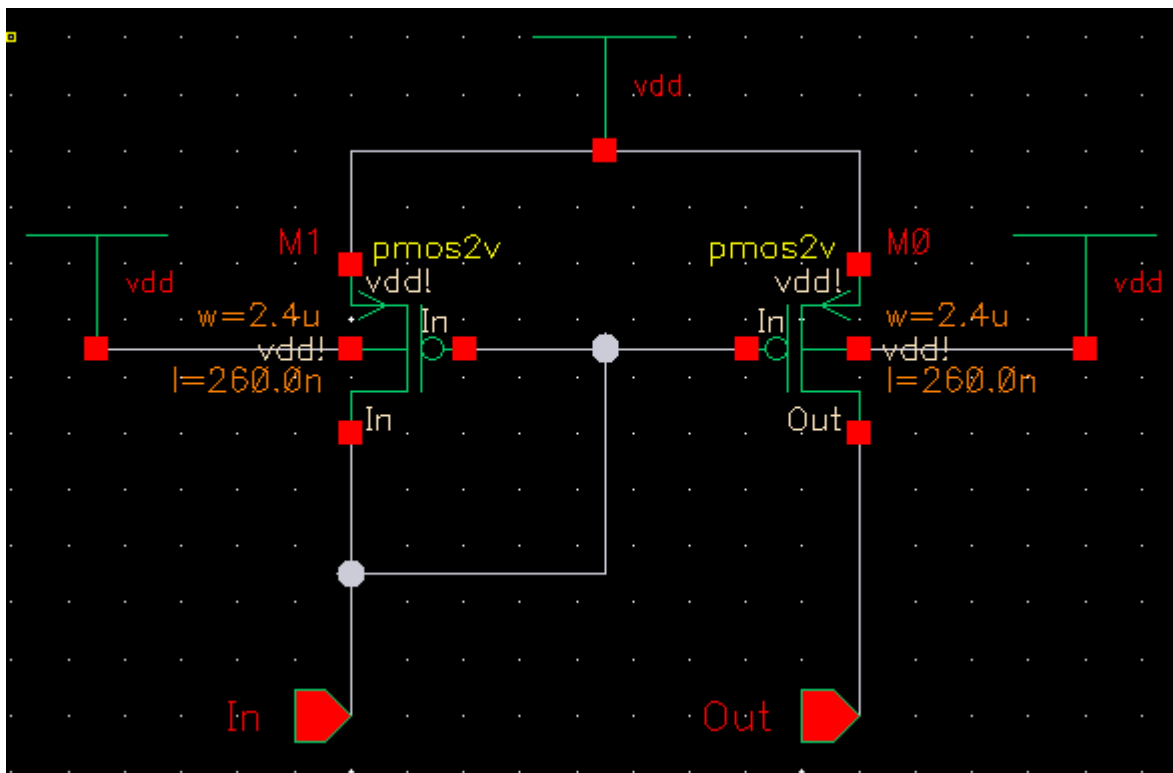 vdd
M1 pmos2v pmos2v M0
vdd vdd! vdd! vdd
w=2.4u In In w=2.4u
vdd! vdd!
l=260.0n l=260.0n
In Out
In Out